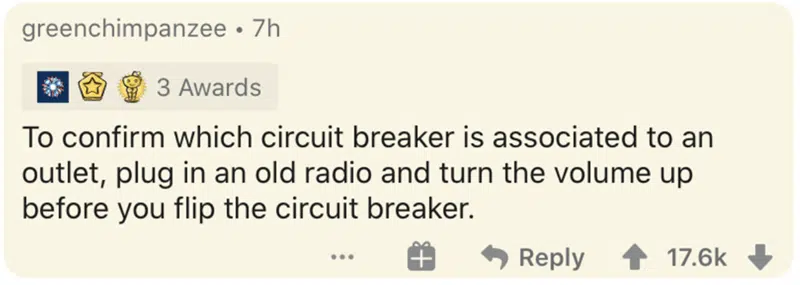 greenchimpanzee • 7h
3 Awards
To confirm which circuit breaker is associated to an
outlet, plug in an old radio and turn the volume up
before you flip the circuit breaker.
... Reply 17.6k